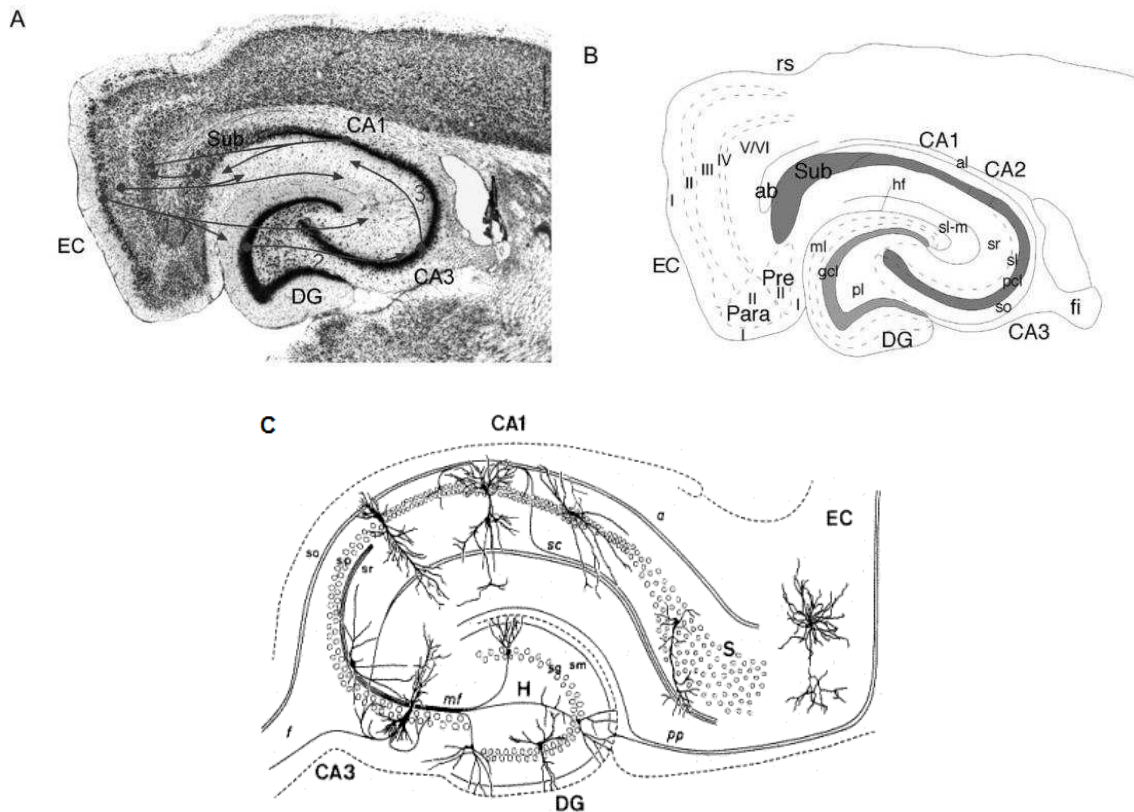 A
Sub
CA1
3
EC
2
CA3
DG
B
rs
V/VI
IV
III
II
I
ab
Sub
CA1
al
CA2
hf
sl-m
sr
sl
ml
EC
gcl
Pre
pcl
pl
II
II
so
fi
Para
I
I
CA3
DG
C
CA1
a
EC
so
sp
sr
sc
S
sg
sm
H
mf
f
pp
CA3
DG